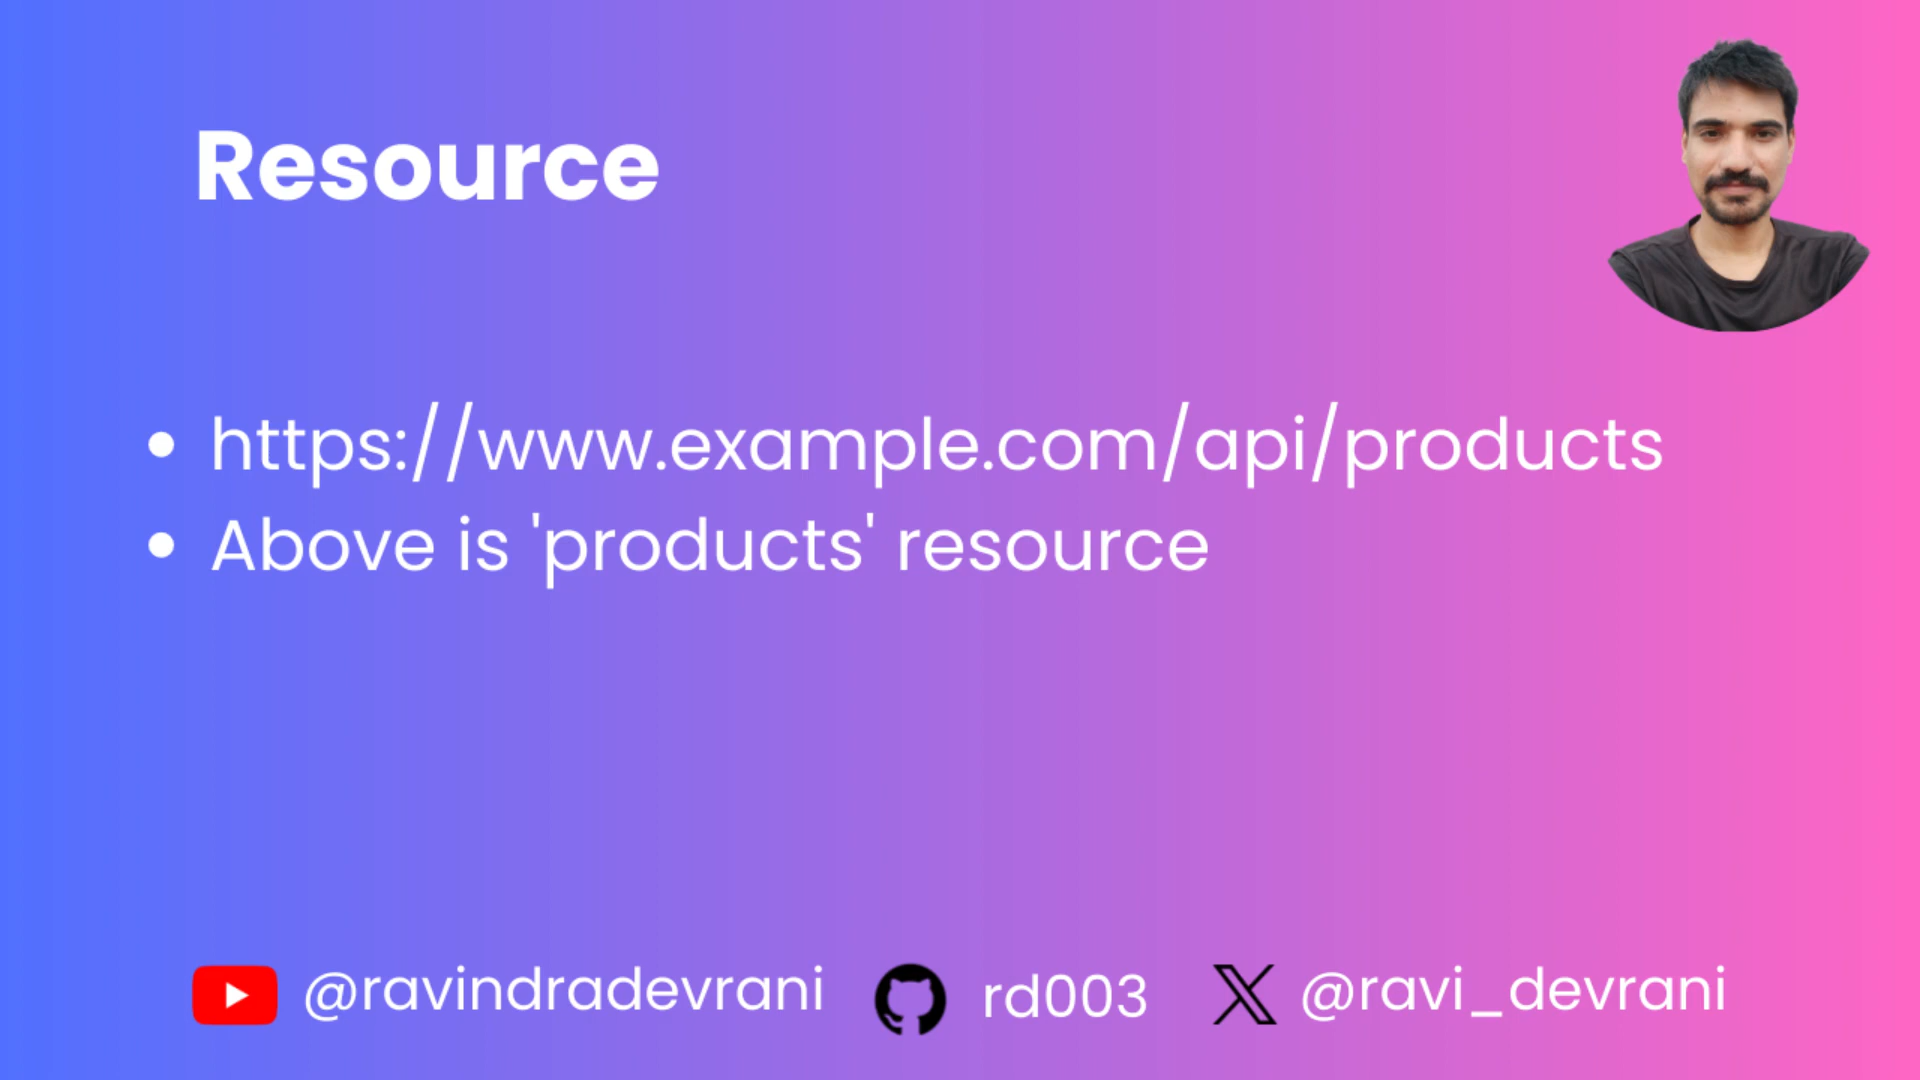 Resource
• https://www.example.com/api/products
• Above is 'products' resource
@ravindradevrani rd003 @ravi_devrani